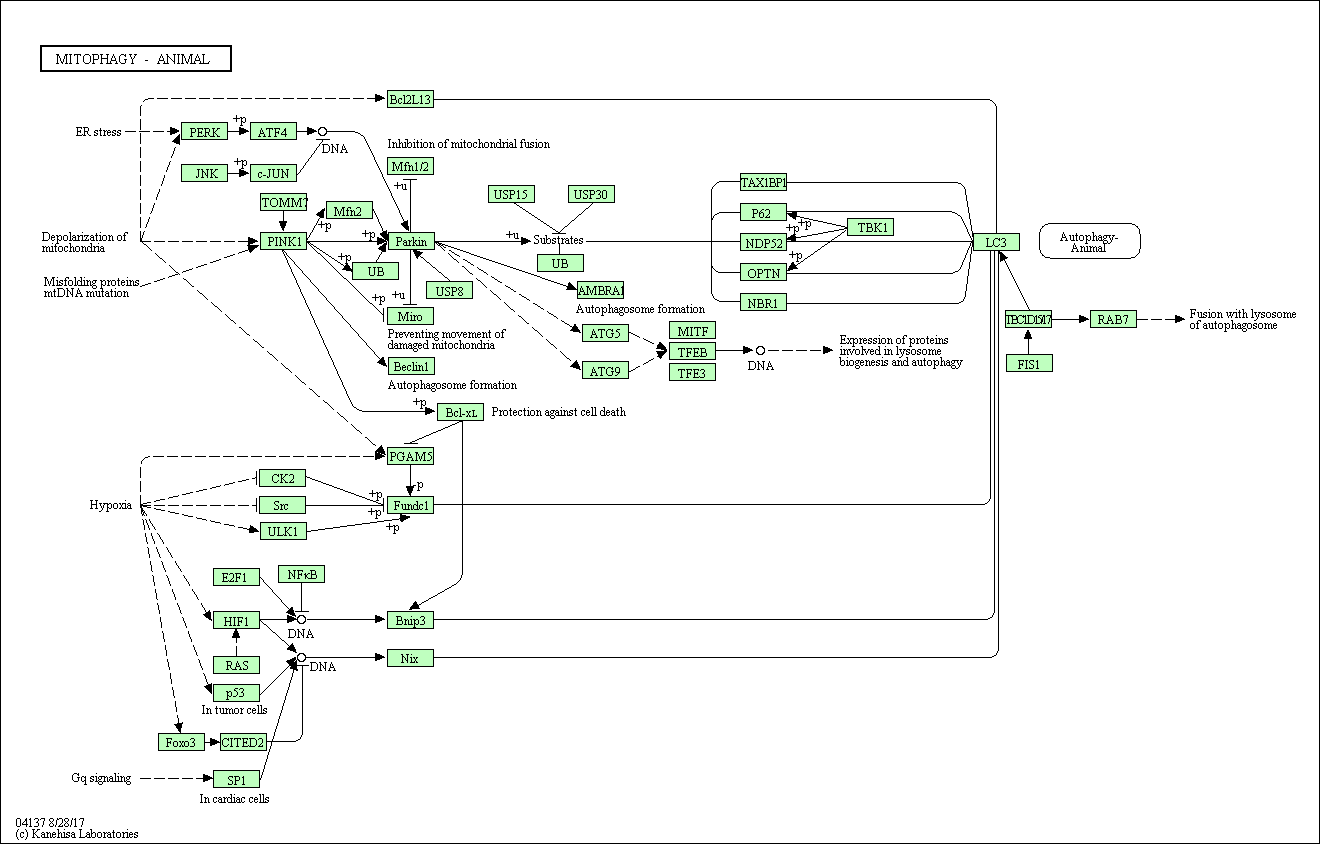 MITOPHAGY - ANIMAL
Bcl2L13
ER stress
PERK
+p
ATF4
DNA
Inhibition of mitochondrial fusion
JNK
+p
c-JUN
Mfn1/2
+u
TAX1BP1
TOMM7
Mfn2
USP15
USP30
P62
+p
+p
TBK1
Depolarization of
mitochondria
PINK1
+p
+p
Parkin
+u
Substrates
NDP52
+p
LC3
Autophagy-
Animal
+p
UB
UB
OPTN
+p
Misfolding proteins
mtDNA mutation
USP8
AMBRA1
NBR1
+p
+u
Autophagosome formation
Miro
Preventing movement of
damaged mitochondria
ATG5
MITF
TFEB
TFE3
ATG9
DNA
Expression of proteins
involved in lysosome
biogenesis and autophagy
RAB7
Fusion with lysosome
of autophagosome
FIS1
Beclin1
Autophagosome formation
+p
Bcl-xL
Protection against cell death
PGAM5
-p
CK2
+p
Hypoxia
Src
+p
Fundc1
ULK1
+p
E2F1
NFκB
HIF1
DNA
Bnip3
RAS
DNA
Nix
p53
In tumor cells
Foxo3
CITED2
Gq signaling
SP1
In cardiac cells
04137 8/28/17
(c) Kanehisa Laboratories